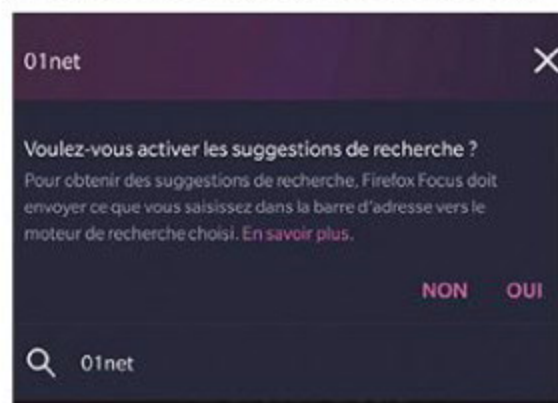 01net
Voulez-vous activer les suggestions de recherche ?
Pour obtenir des suggestions de recherche, Firefox Focus doit
envoyer ce que vous saisissez dans la barre d'adresse vers le
moteur de recherche choisi. En savoir plus.
NON OUI
01net